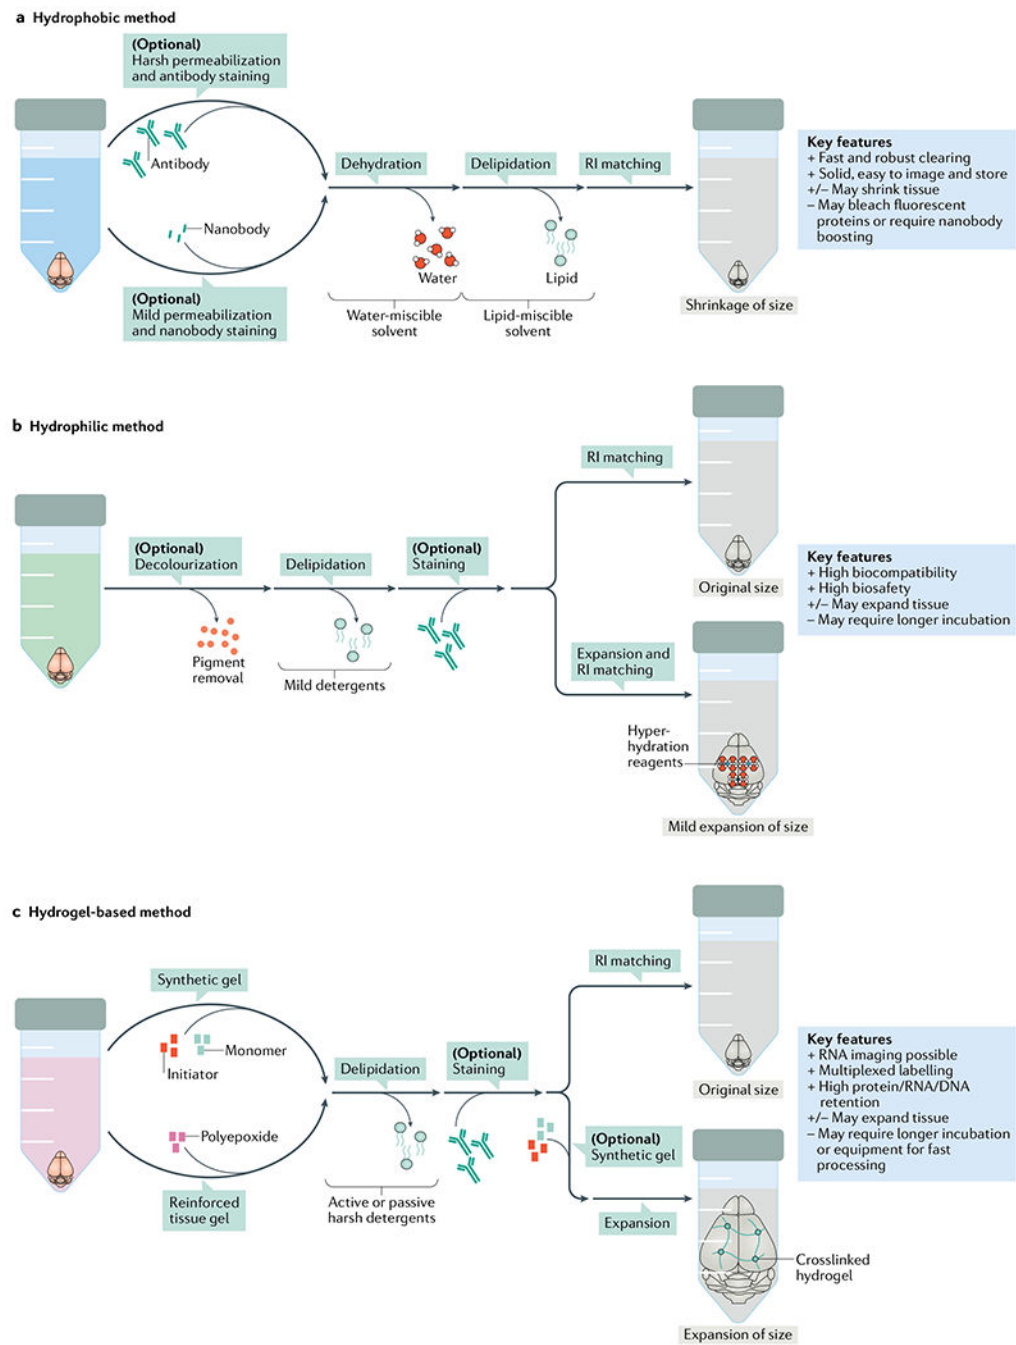 a Hydrophobic method
(Optional)
Harsh permeabilization
and antibody staining
Antibody
Nanobody
(Optional)
Mild permeabilization
and nanobody staining
Dehydration
Water
Water-miscible
solvent
Delipidation
Lipid
Lipid-miscible
solvent
RI matching
Shrinkage of size
Key features
+ Fast and robust clearing
+ Solid, easy to image and store
+/– May shrink tissue
– May bleach fluorescent
proteins or require nanobody
boosting
b Hydrophilic method
(Optional)
Decolourization
Pigment
removal
Delipidation
Mild detergents
(Optional)
Staining
RI matching
Original size
Expansion and
RI matching
Hyper-
hydration
reagents
Mild expansion of size
Key features
+ High biocompatibility
+ High biosafety
+/– May expand tissue
– May require longer incubation
c Hydrogel-based method
Synthetic gel
Monomer
Initiator
Polyepoxide
Reinforced
tissue gel
Delipidation
Active or passive
harsh detergents
(Optional)
Staining
RI matching
Original size
(Optional)
Synthetic gel
Expansion
Crosslinked
hydrogel
Expansion of size
Key features
+ RNA imaging possible
+ Multiplexed labelling
+ High protein/RNA/DNA
retention
+/– May expand tissue
– May require longer incubation
or equipment for fast
processing